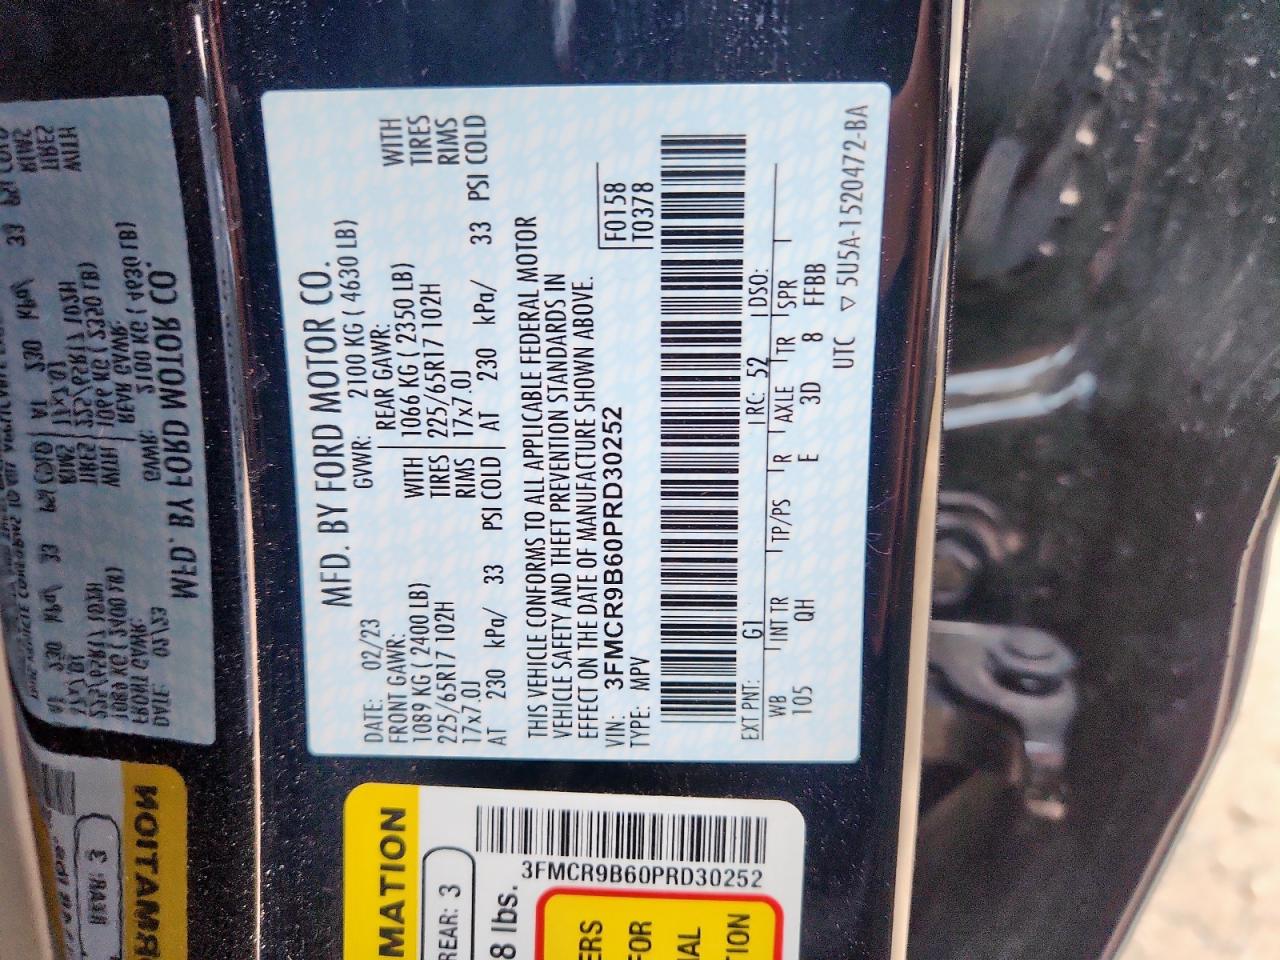 MFD. BY FORD MOTOR CO.
DATE: 02/23 GVWR: 2100 KG ( 4630 LB)
FRONT GAWR: REAR GAWR:
1089 KG ( 2400 LB) WITH 1066 KG ( 2350 LB) WITH
225/65R17 102H TIRES 225/65R17 102H TIRES
17x7.0J RIMS 17x7.0J RIMS
AT 230 kPa/ 33 PSI COLD AT 230 kPa/ 33 PSI COLD
THIS VEHICLE CONFORMS TO ALL APPLICABLE FEDERAL MOTOR
VEHICLE SAFETY AND THEFT PREVENTION STANDARDS IN
EFFECT ON THE DATE OF MANUFACTURE SHOWN ABOVE.
VIN: 3FMCR9B60PRD30252 F0158
TYPE: MPV T0378
EXT PNT: G1 RC: 52 DSO:
WB INT TR TP/PS R AXLE TR SPR
105 QH E 3D 8 FFBB
UTC ▽ 5U5A-1520472-BA
MATION
REAR: 3
8 lbs.
3FMCR9B60PRD30252
ERS
FOR
AL
TION
MFD. BY FORD MOTOR CO.